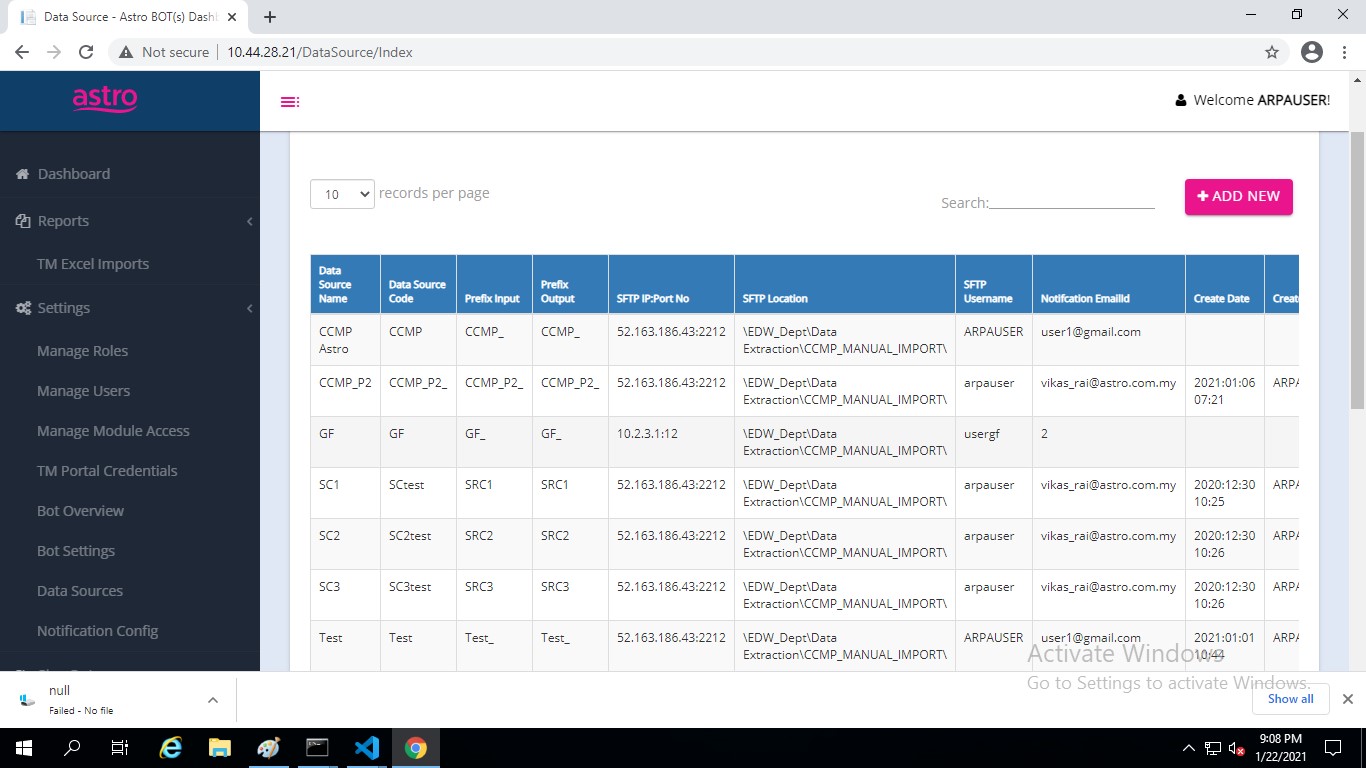 Data Source - Astro BOT(s) Dash
Not secure
10.44.28.21/DataSource/Index
astro
Welcome ARPAUSER!
Dashboard
Reports
TM Excel Imports
Settings
Manage Roles
Manage Users
Manage Module Access
TM Portal Credentials
Bot Overview
Bot Settings
Data Sources
Notification Config
10 records per page
Search:
ADD NEW
Data Source Name Data Source Code Prefix Input Prefix Output SFTP IP:Port No SFTP Location SFTP Username Notifcation EmailId Create Date Creat
CCMP Astro CCMP CCMP_ CCMP_ 52.163.186.43:2212 \EDW_Dept\Data Extraction\CCMP_MANUAL_IMPORT\ ARPAUSER user1@gmail.com
CCMP_P2 CCMP_P2_ CCMP_P2_ CCMP_P2_ 52.163.186.43:2212 \EDW_Dept\Data Extraction\CCMP_MANUAL_IMPORT\ arpauser vikas_rai@astro.com.my 2021:01:06 07:21 ARPA
GF GF GF_ GF_ 10.2.3.1:12 \EDW_Dept\Data Extraction\CCMP_MANUAL_IMPORT\ usergf 2
SC1 SCtest SRC1 SRC1 52.163.186.43:2212 \EDW_Dept\Data Extraction\CCMP_MANUAL_IMPORT\ arpauser vikas_rai@astro.com.my 2020:12:30 10:25 ARPA
SC2 SC2test SRC2 SRC2 52.163.186.43:2212 \EDW_Dept\Data Extraction\CCMP_MANUAL_IMPORT\ arpauser vikas_rai@astro.com.my 2020:12:30 10:26 ARPA
SC3 SC3test SRC3 SRC3 52.163.186.43:2212 \EDW_Dept\Data Extraction\CCMP_MANUAL_IMPORT\ arpauser vikas_rai@astro.com.my 2020:12:30 10:26 ARPA
Test Test Test_ Test_ 52.163.186.43:2212 \EDW_Dept\Data Extraction\CCMP_MANUAL_IMPORT\ ARPAUSER user1@gmail.com 2021:01:01 10:44 ARPA
Activate Windows
Go to Settings to activate Windows.
null
Failed - No file
Show all
9:08 PM
1/22/2021